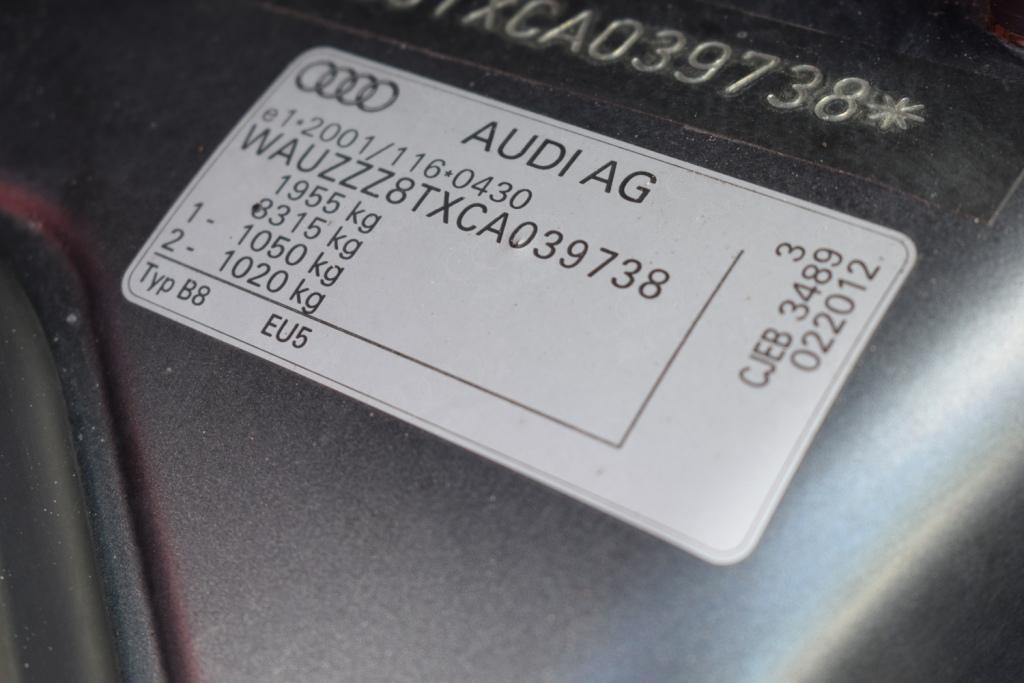 TXCA039738*
AUDI AG
e1*2001/116*0430
WAUZZZ8TXCA039738
1955 kg
3315 kg
1- 1050 kg
2- 1020 kg
Typ B8
EU5
3
CJEB 3489
022012